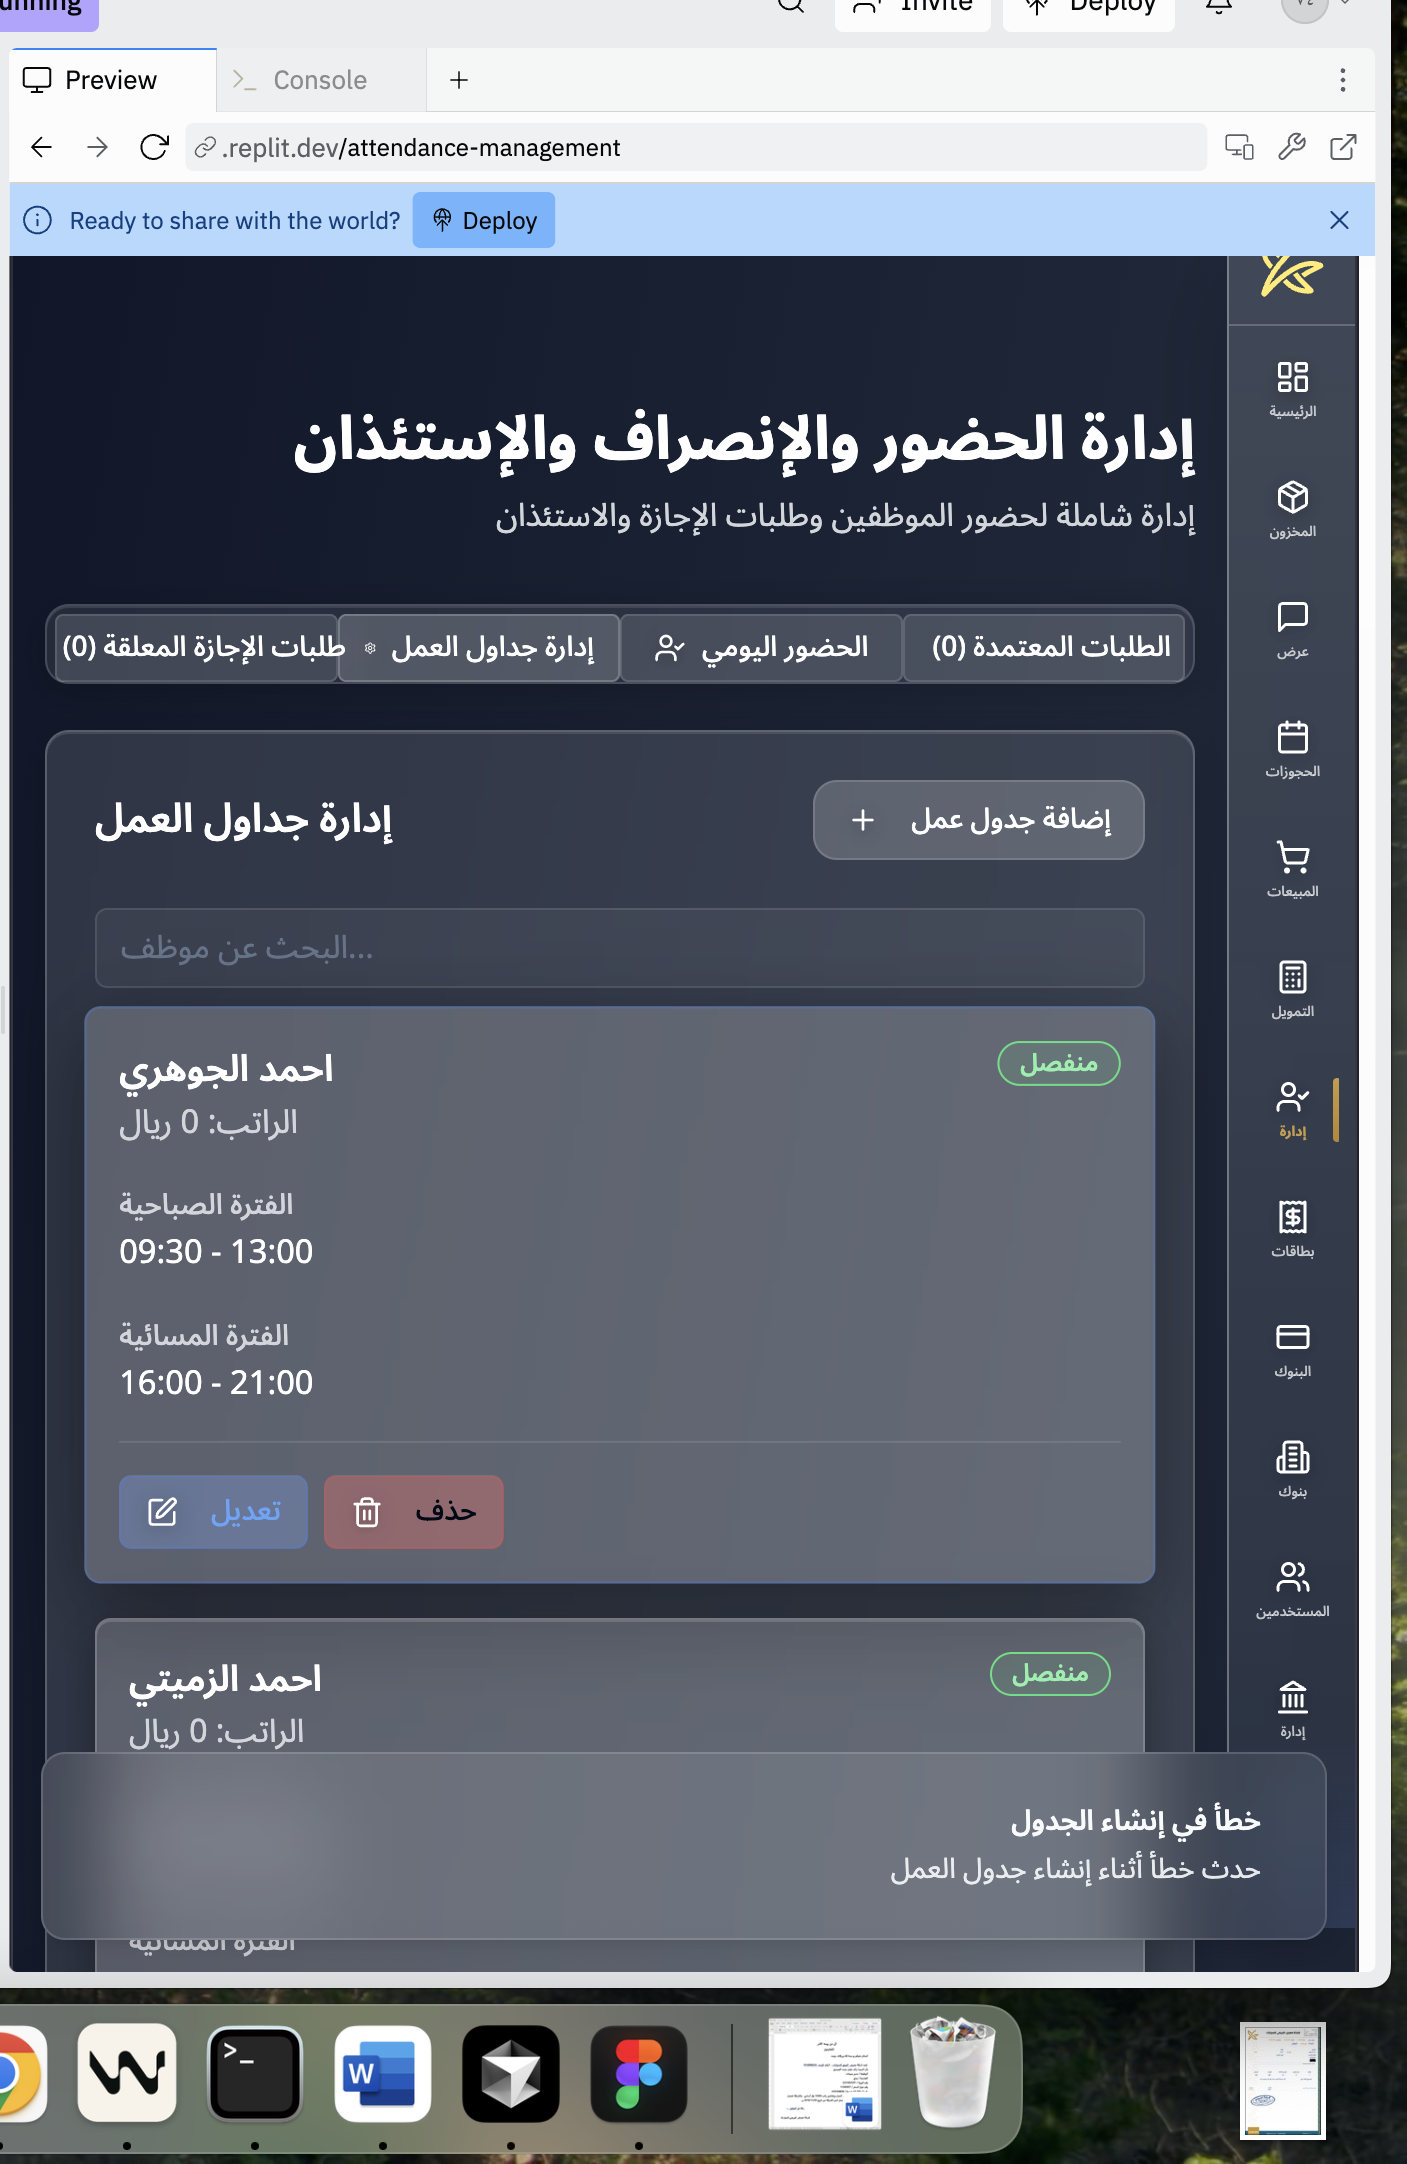 Invite
Deploy
Preview
Console
.replit.dev/attendance-management
Ready to share with the world?
Deploy
الرئيسية
المخزون
عرض
الحجوزات
المبيعات
التمويل
إدارة
بطاقات
البنوك
بنوك
المستخدمين
إدارة
إدارة الحضور والإنصراف والإستئذان
إدارة شاملة لحضور الموظفين وطلبات الإجازة والاستئذان
الطلبات المعتمدة (0)
الحضور اليومي
إدارة جداول العمل
طلبات الإجازة المعلقة (0)
إضافة جدول عمل
إدارة جداول العمل
البحث عن موظف...
منفصل
احمد الجوهري
الراتب: 0 ريال
الفترة الصباحية
09:30 - 13:00
الفترة المسائية
16:00 - 21:00
حذف
تعديل
منفصل
احمد الزميتي
الراتب: 0 ريال
خطأ في إنشاء الجدول
حدث خطأ أثناء إنشاء جدول العمل
الفترة المسائية